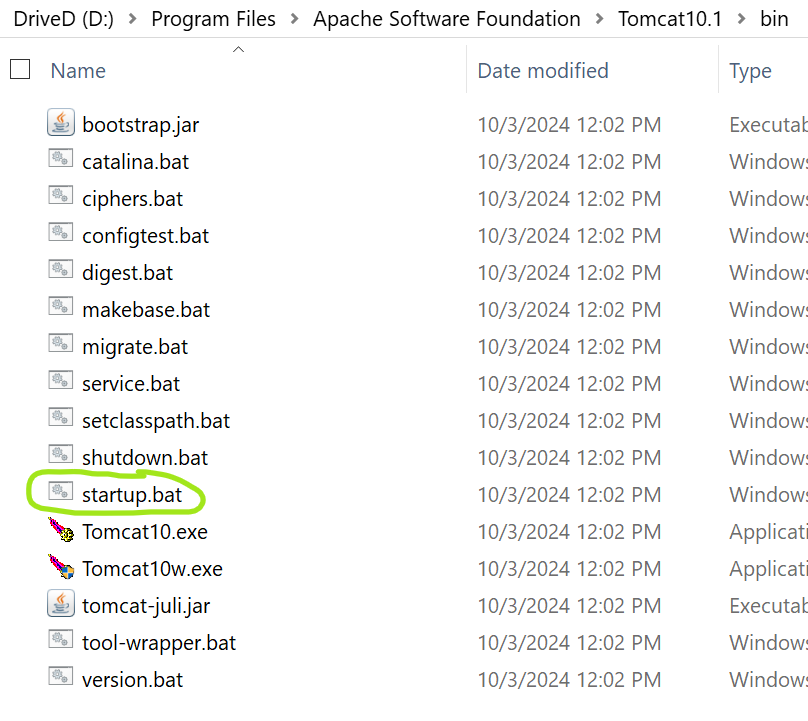 DriveD (D:) > Program Files > Apache Software Foundation > Tomcat10.1 > bin
Name Date modified Type
bootstrap.jar 10/3/2024 12:02 PM Executab
catalina.bat 10/3/2024 12:02 PM Windows
ciphers.bat 10/3/2024 12:02 PM Windows
configtest.bat 10/3/2024 12:02 PM Windows
digest.bat 10/3/2024 12:02 PM Windows
makebase.bat 10/3/2024 12:02 PM Windows
migrate.bat 10/3/2024 12:02 PM Windows
service.bat 10/3/2024 12:02 PM Windows
setclasspath.bat 10/3/2024 12:02 PM Windows
shutdown.bat 10/3/2024 12:02 PM Windows
startup.bat 10/3/2024 12:02 PM Windows
Tomcat10.exe 10/3/2024 12:02 PM Applicati
Tomcat10w.exe 10/3/2024 12:02 PM Applicati
tomcat-juli.jar 10/3/2024 12:02 PM Executab
tool-wrapper.bat 10/3/2024 12:02 PM Windows
version.bat 10/3/2024 12:02 PM Windows